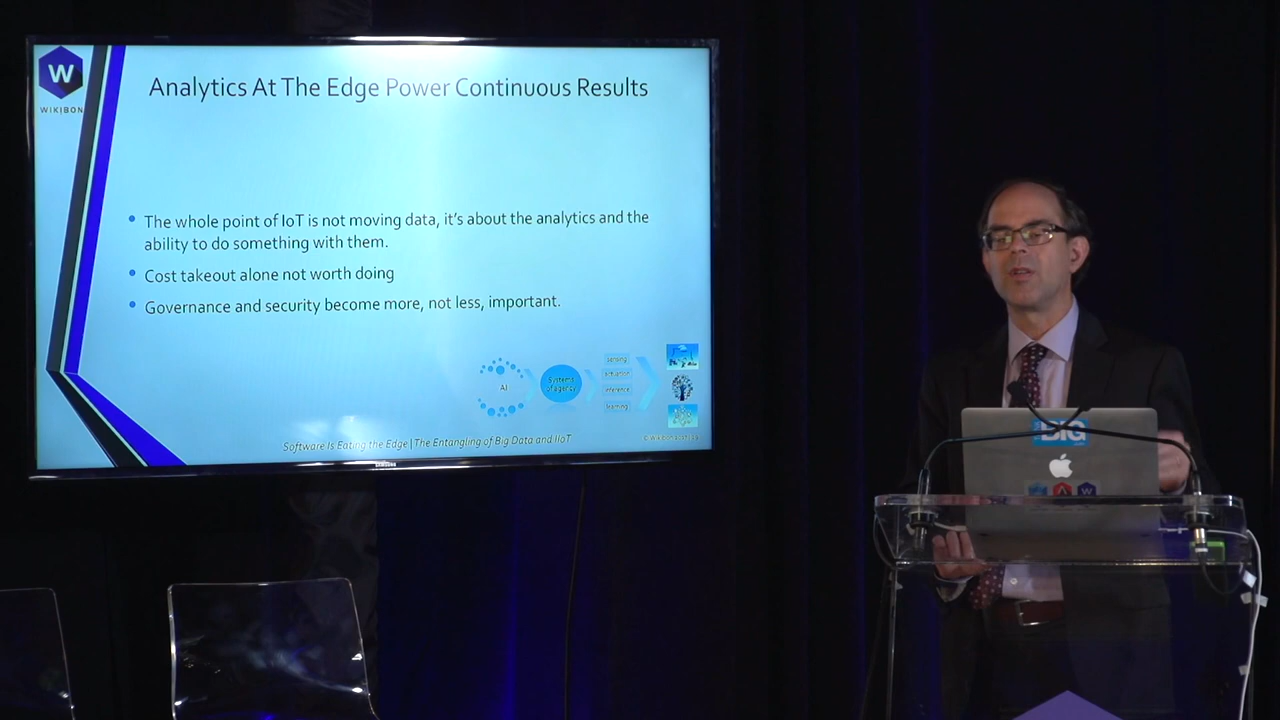 W
WIKIBON
Analytics At The Edge Power Continuous Results
• The whole point of IoT is not moving data, it's about the analytics and the
ability to do something with them.
• Cost takeout alone not worth doing
• Governance and security become more, not less, important.
AI
Systems
of agency
sensing
actuation
inference
learning
Software Is Eating the Edge | The Entangling of Big Data and IIoT
SAMSUNG
BIG
W